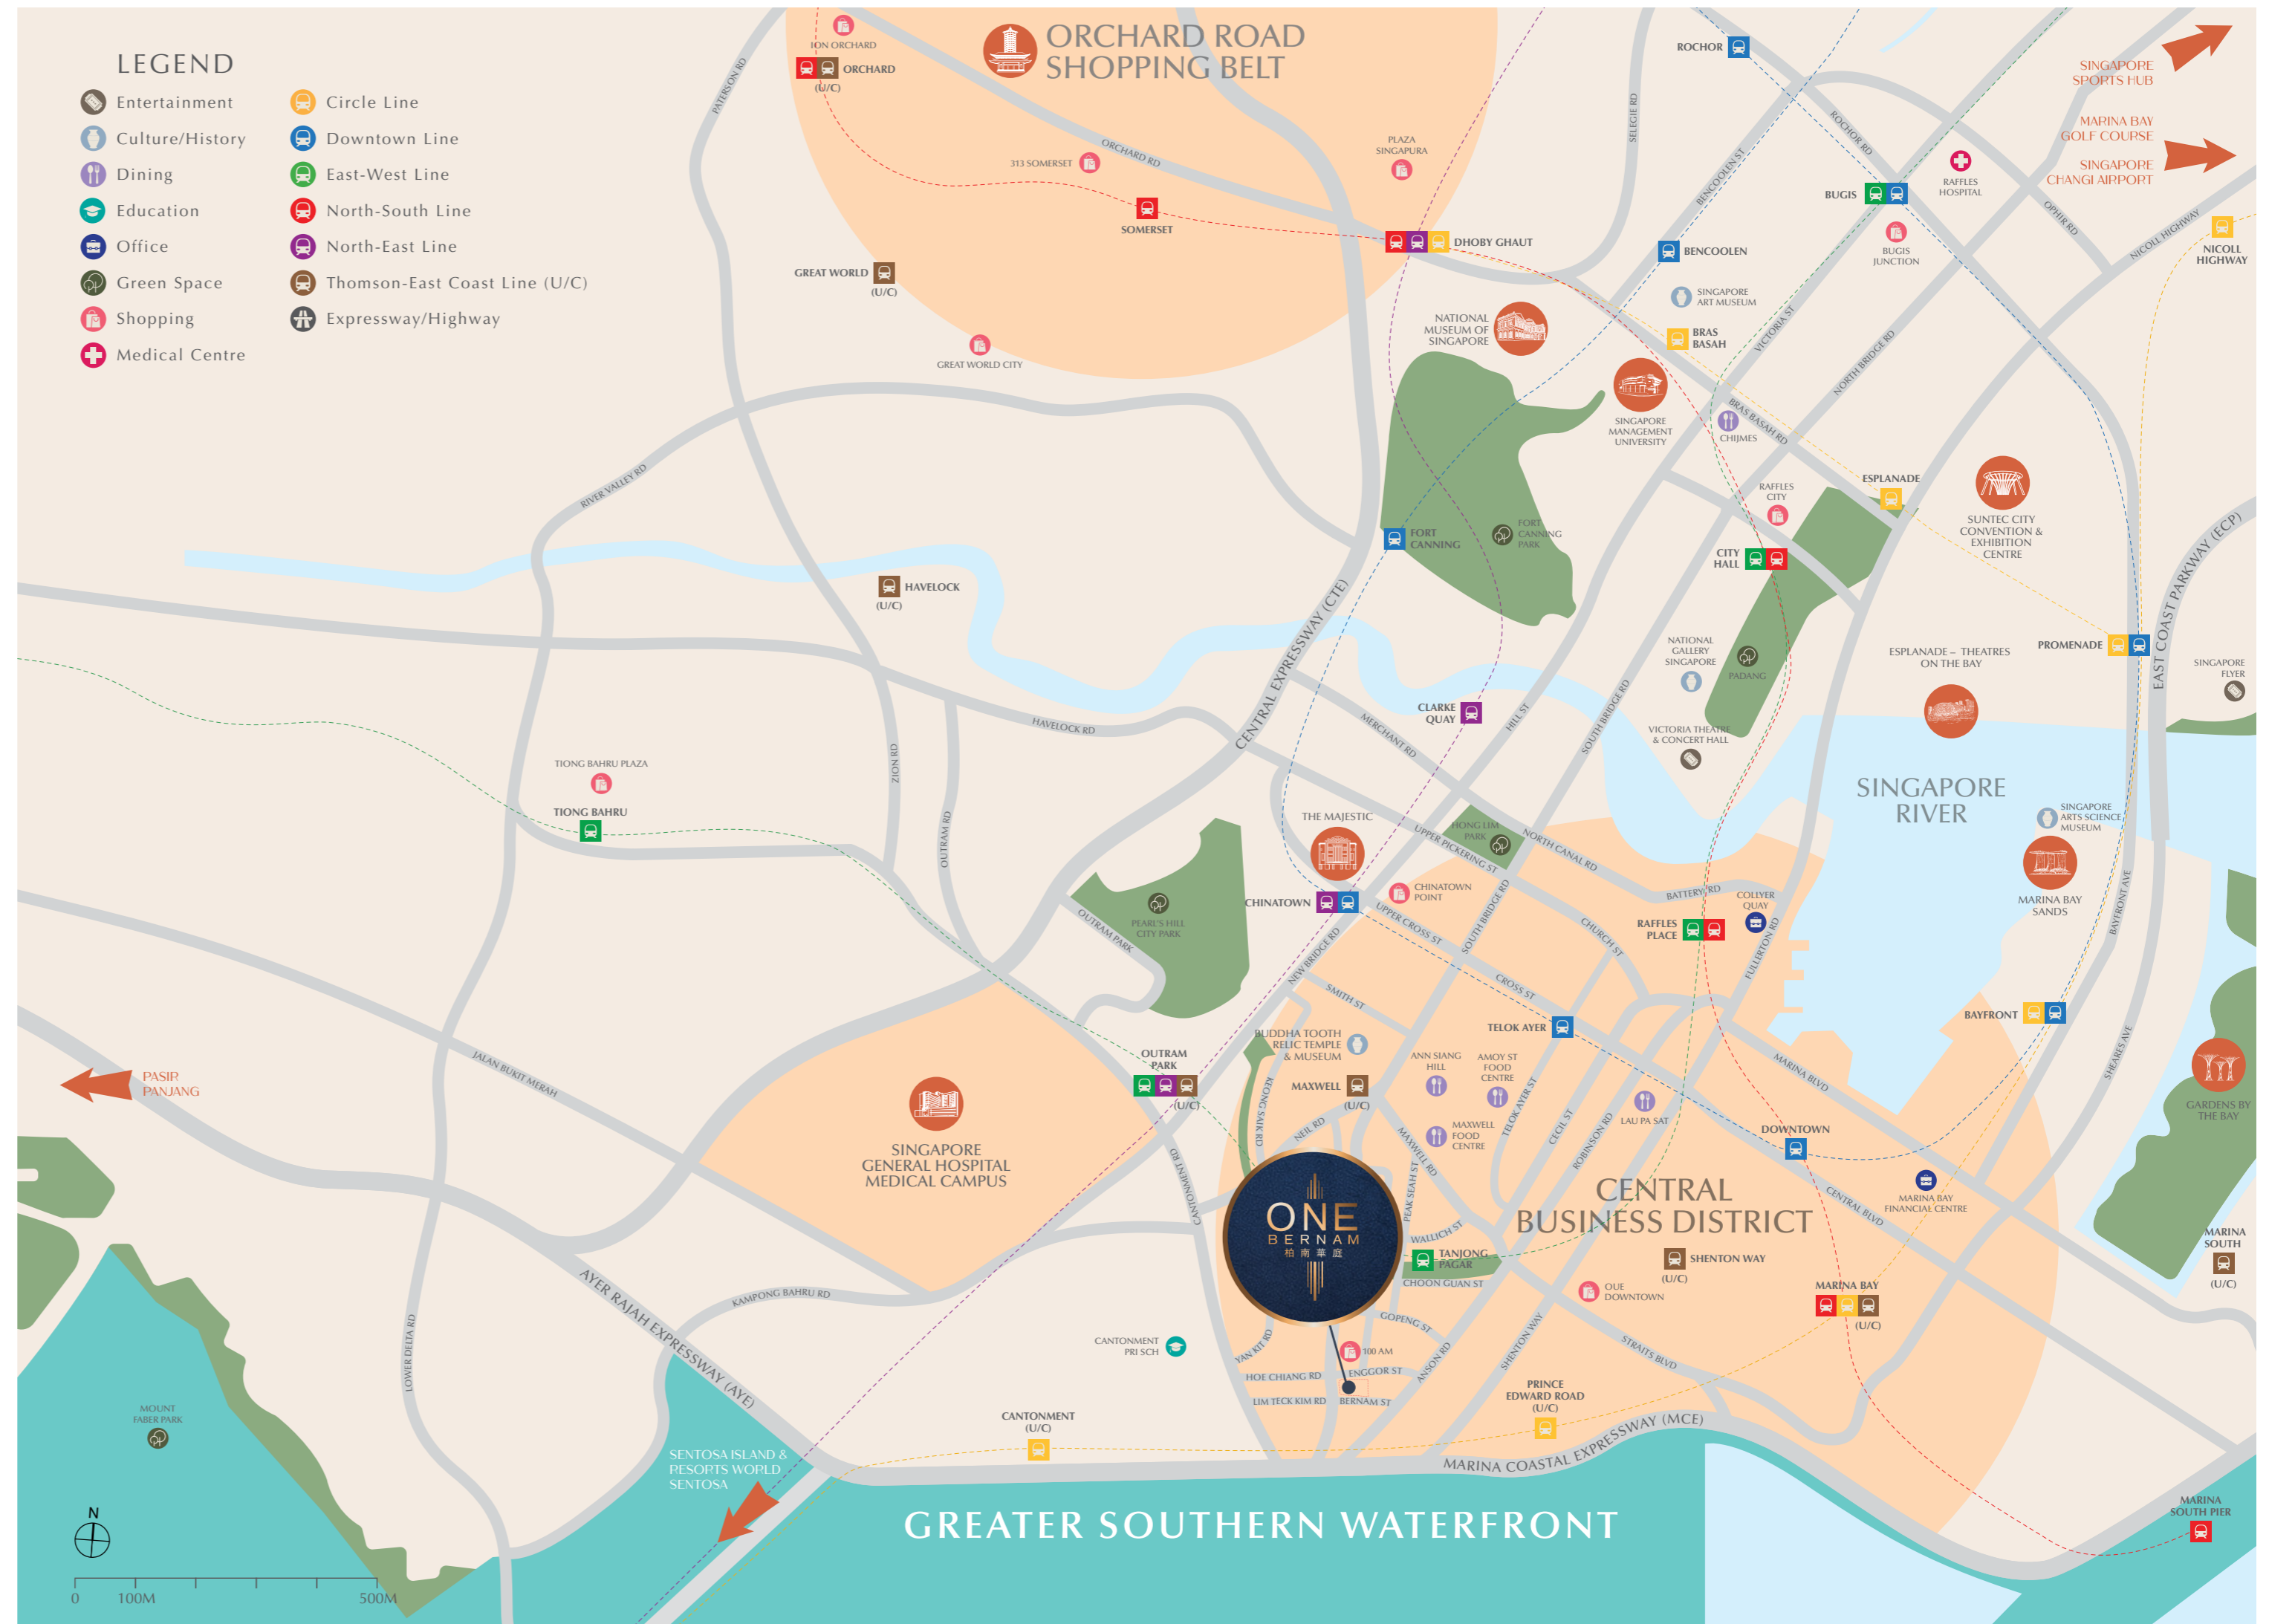 LEGEND
Entertainment
Culture/History
Dining
Education
Office
Green Space
Shopping
Medical Centre
Circle Line
Downtown Line
East-West Line
North-South Line
North-East Line
Thomson-East Coast Line (U/C)
Expressway/Highway
ION ORCHARD
ORCHARD
(U/C)
ORCHARD ROAD
SHOPPING BELT
PATERSON RD
ORCHARD RD
313 SOMERSET
SOMERSET
PLAZA
SINGAPURA
DHOBY GHAUT
GREAT WORLD
(U/C)
GREAT WORLD CITY
SELEGIE RD
ROCHOR
ROCHOR RD
BENCOOLEN ST
BENCOOLEN
BUGIS
RAFFLES
HOSPITAL
BUGIS
JUNCTION
OPHIR RD
NICOLL HIGHWAY
NICOLL
HIGHWAY
SINGAPORE
SPORTS HUB
MARINA BAY
GOLF COURSE
SINGAPORE
CHANGI AIRPORT
SINGAPORE
ART MUSEUM
NATIONAL
MUSEUM OF
SINGAPORE
BRAS
BASAH
VICTORIA ST
NORTH BRIDGE RD
SINGAPORE
MANAGEMENT
UNIVERSITY
BRAS BASAH RD
CHIJMES
RIVER VALLEY RD
RAFFLES
CITY
ESPLANADE
SUNTEC CITY
CONVENTION &
EXHIBITION
CENTRE
FORT
CANNING
FORT
CANNING
PARK
CITY
HALL
EAST COAST PARKWAY (ECP)
HAVELOCK
(U/C)
CENTRAL EXPRESSWAY (CTE)
NATIONAL
GALLERY
SINGAPORE
PADANG
ESPLANADE – THEATRES
ON THE BAY
PROMENADE
SINGAPORE
FLYER
CLARKE
QUAY
HAVELOCK RD
MERCHANT RD
HILL ST
SOUTH BRIDGE RD
VICTORIA THEATRE
& CONCERT HALL
ZION RD
TIONG BAHRU PLAZA
TIONG BAHRU
OUTRAM RD
SINGAPORE
RIVER
SINGAPORE
ARTS SCIENCE
MUSEUM
MARINA BAY
SANDS
THE MAJESTIC
HONG LIM
PARK
UPPER PICKERING ST
NORTH CANAL RD
CHINATOWN
CHINATOWN
POINT
UPPER CROSS ST
SOUTH BRIDGE RD
BATTERY RD
COLLYER
QUAY
RAFFLES
PLACE
CHURCH ST
FULLERTON RD
BAYFRONT AVE
PEARL'S HILL
CITY PARK
OUTRAM PARK
NEW BRIDGE RD
SMITH ST
CROSS ST
TELOK AYER
BAYFRONT
BUDDHA TOOTH
RELIC TEMPLE
& MUSEUM
ANN SIANG
HILL
AMOY ST
FOOD
CENTRE
MARINA BLVD
SHEARES AVE
JALAN BUKIT MERAH
PASIR
PANJANG
OUTRAM
PARK
(U/C)
MAXWELL
(U/C)
KEONG SAIK RD
NEIL RD
MAXWELL
FOOD
CENTRE
MAXWELL RD
TELOK AYER ST
CECIL ST
ROBINSON RD
LAU PA SAT
DOWNTOWN
GARDENS BY
THE BAY
SINGAPORE
GENERAL HOSPITAL
MEDICAL CAMPUS
CANTONMENT RD
ONE
BERNAM
柏南華庭
PEAK SEAH ST
WALLICH ST
CENTRAL
BUSINESS DISTRICT
CENTRAL BLVD
MARINA BAY
FINANCIAL CENTRE
TANJONG
PAGAR
CHOON GUAN ST
SHENTON WAY
(U/C)
OUE
DOWNTOWN
MARINA BAY
(U/C)
MARINA
SOUTH
(U/C)
AYER RAJAH EXPRESSWAY (AYE)
KAMPONG BAHRU RD
LOWER DELTA RD
CANTONMENT
PRI SCH
YAN KIT RD
GOPENG ST
100 AM
ENGGOR ST
ANSON RD
SHENTON WAY
STRAITS BLVD
HOE CHIANG RD
LIM TECK KIM RD
BERNAM ST
PRINCE
EDWARD ROAD
(U/C)
CANTONMENT
(U/C)
MARINA COASTAL EXPRESSWAY (MCE)
MOUNT
FABER PARK
SENTOSA ISLAND &
RESORTS WORLD
SENTOSA
GREATER SOUTHERN WATERFRONT
MARINA
SOUTH PIER
N
0
100M
500M